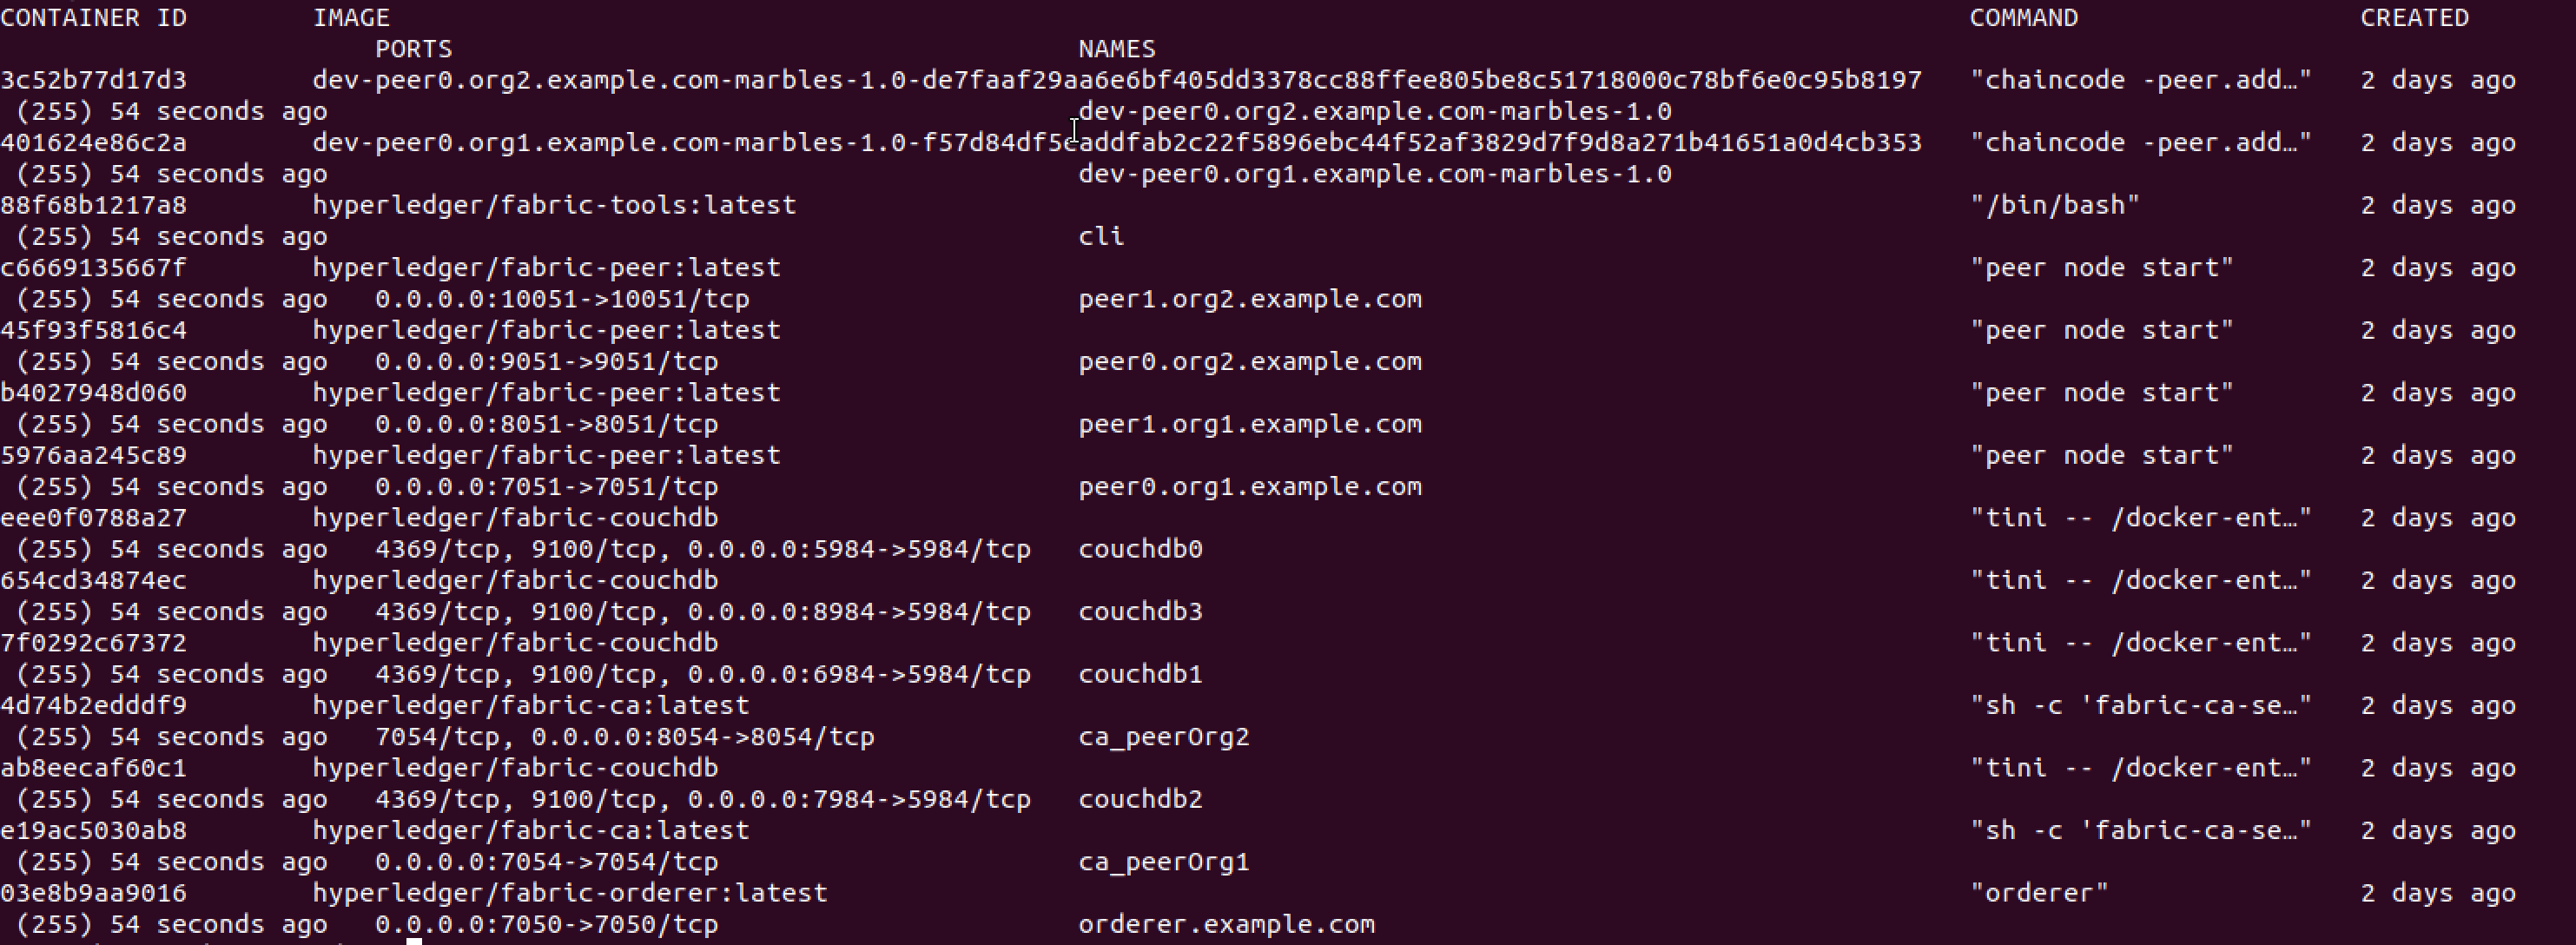 CONTAINER ID        IMAGE                                                                                                  COMMAND                  CREATED
PORTS                                        NAMES
3c52b77d17d3        dev-peer0.org2.example.com-marbles-1.0-de7faaf29aa6e6bf405dd3378cc88ffee805be8c51718000c78bf6e0c95b8197   "chaincode -peer.add…"   2 days ago
(255) 54 seconds ago                                                dev-peer0.org2.example.com-marbles-1.0
401624e86c2a        dev-peer0.org1.example.com-marbles-1.0-f57d84df5eaddfab2c22f5896ebc44f52af3829d7f9d8a271b41651a0d4cb353   "chaincode -peer.add…"   2 days ago
(255) 54 seconds ago                                                dev-peer0.org1.example.com-marbles-1.0
88f68b1217a8        hyperledger/fabric-tools:latest   "/bin/bash"   2 days ago
(255) 54 seconds ago                                                cli
c6669135667f        hyperledger/fabric-peer:latest   "peer node start"   2 days ago
(255) 54 seconds ago   0.0.0.0:10051->10051/tcp   peer1.org2.example.com
45f93f5816c4        hyperledger/fabric-peer:latest   "peer node start"   2 days ago
(255) 54 seconds ago   0.0.0.0:9051->9051/tcp   peer0.org2.example.com
b4027948d060        hyperledger/fabric-peer:latest   "peer node start"   2 days ago
(255) 54 seconds ago   0.0.0.0:8051->8051/tcp   peer1.org1.example.com
5976aa245c89        hyperledger/fabric-peer:latest   "peer node start"   2 days ago
(255) 54 seconds ago   0.0.0.0:7051->7051/tcp   peer0.org1.example.com
eee0f0788a27        hyperledger/fabric-couchdb   "tini -- /docker-ent…"   2 days ago
(255) 54 seconds ago   4369/tcp, 9100/tcp, 0.0.0.0:5984->5984/tcp   couchdb0
654cd34874ec        hyperledger/fabric-couchdb   "tini -- /docker-ent…"   2 days ago
(255) 54 seconds ago   4369/tcp, 9100/tcp, 0.0.0.0:8984->5984/tcp   couchdb3
7f0292c67372        hyperledger/fabric-couchdb   "tini -- /docker-ent…"   2 days ago
(255) 54 seconds ago   4369/tcp, 9100/tcp, 0.0.0.0:6984->5984/tcp   couchdb1
4d74b2edddf9        hyperledger/fabric-ca:latest   "sh -c 'fabric-ca-se…"   2 days ago
(255) 54 seconds ago   7054/tcp, 0.0.0.0:8054->8054/tcp   ca_peerOrg2
ab8eecaf60c1        hyperledger/fabric-couchdb   "tini -- /docker-ent…"   2 days ago
(255) 54 seconds ago   4369/tcp, 9100/tcp, 0.0.0.0:7984->5984/tcp   couchdb2
e19ac5030ab8        hyperledger/fabric-ca:latest   "sh -c 'fabric-ca-se…"   2 days ago
(255) 54 seconds ago   0.0.0.0:7054->7054/tcp   ca_peerOrg1
03e8b9aa9016        hyperledger/fabric-orderer:latest   "orderer"   2 days ago
(255) 54 seconds ago   0.0.0.0:7050->7050/tcp   orderer.example.com